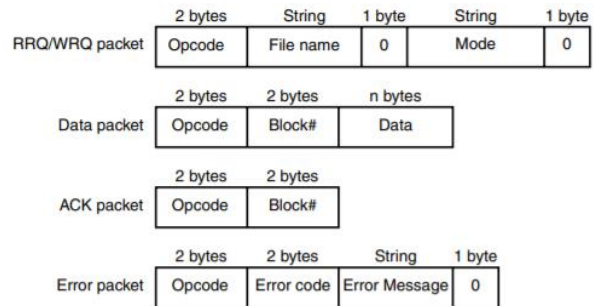 2 bytes String 1 byte String 1 byte
RRQ/WRQ packet Opcode File name 0 Mode 0
2 bytes 2 bytes n bytes
Data packet Opcode Block# Data
2 bytes 2 bytes
ACK packet Opcode Block#
2 bytes 2 bytes String 1 byte
Error packet Opcode Error code Error Message 0